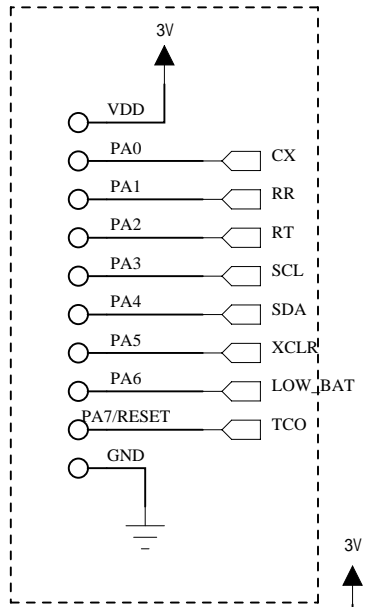 3V
VDD
PA0 CX
PA1 RR
PA2 RT
PA3 SCL
PA4 SDA
PA5 XCLR
PA6 LOW_BAT
PA7/RESET TCO
GND
3V